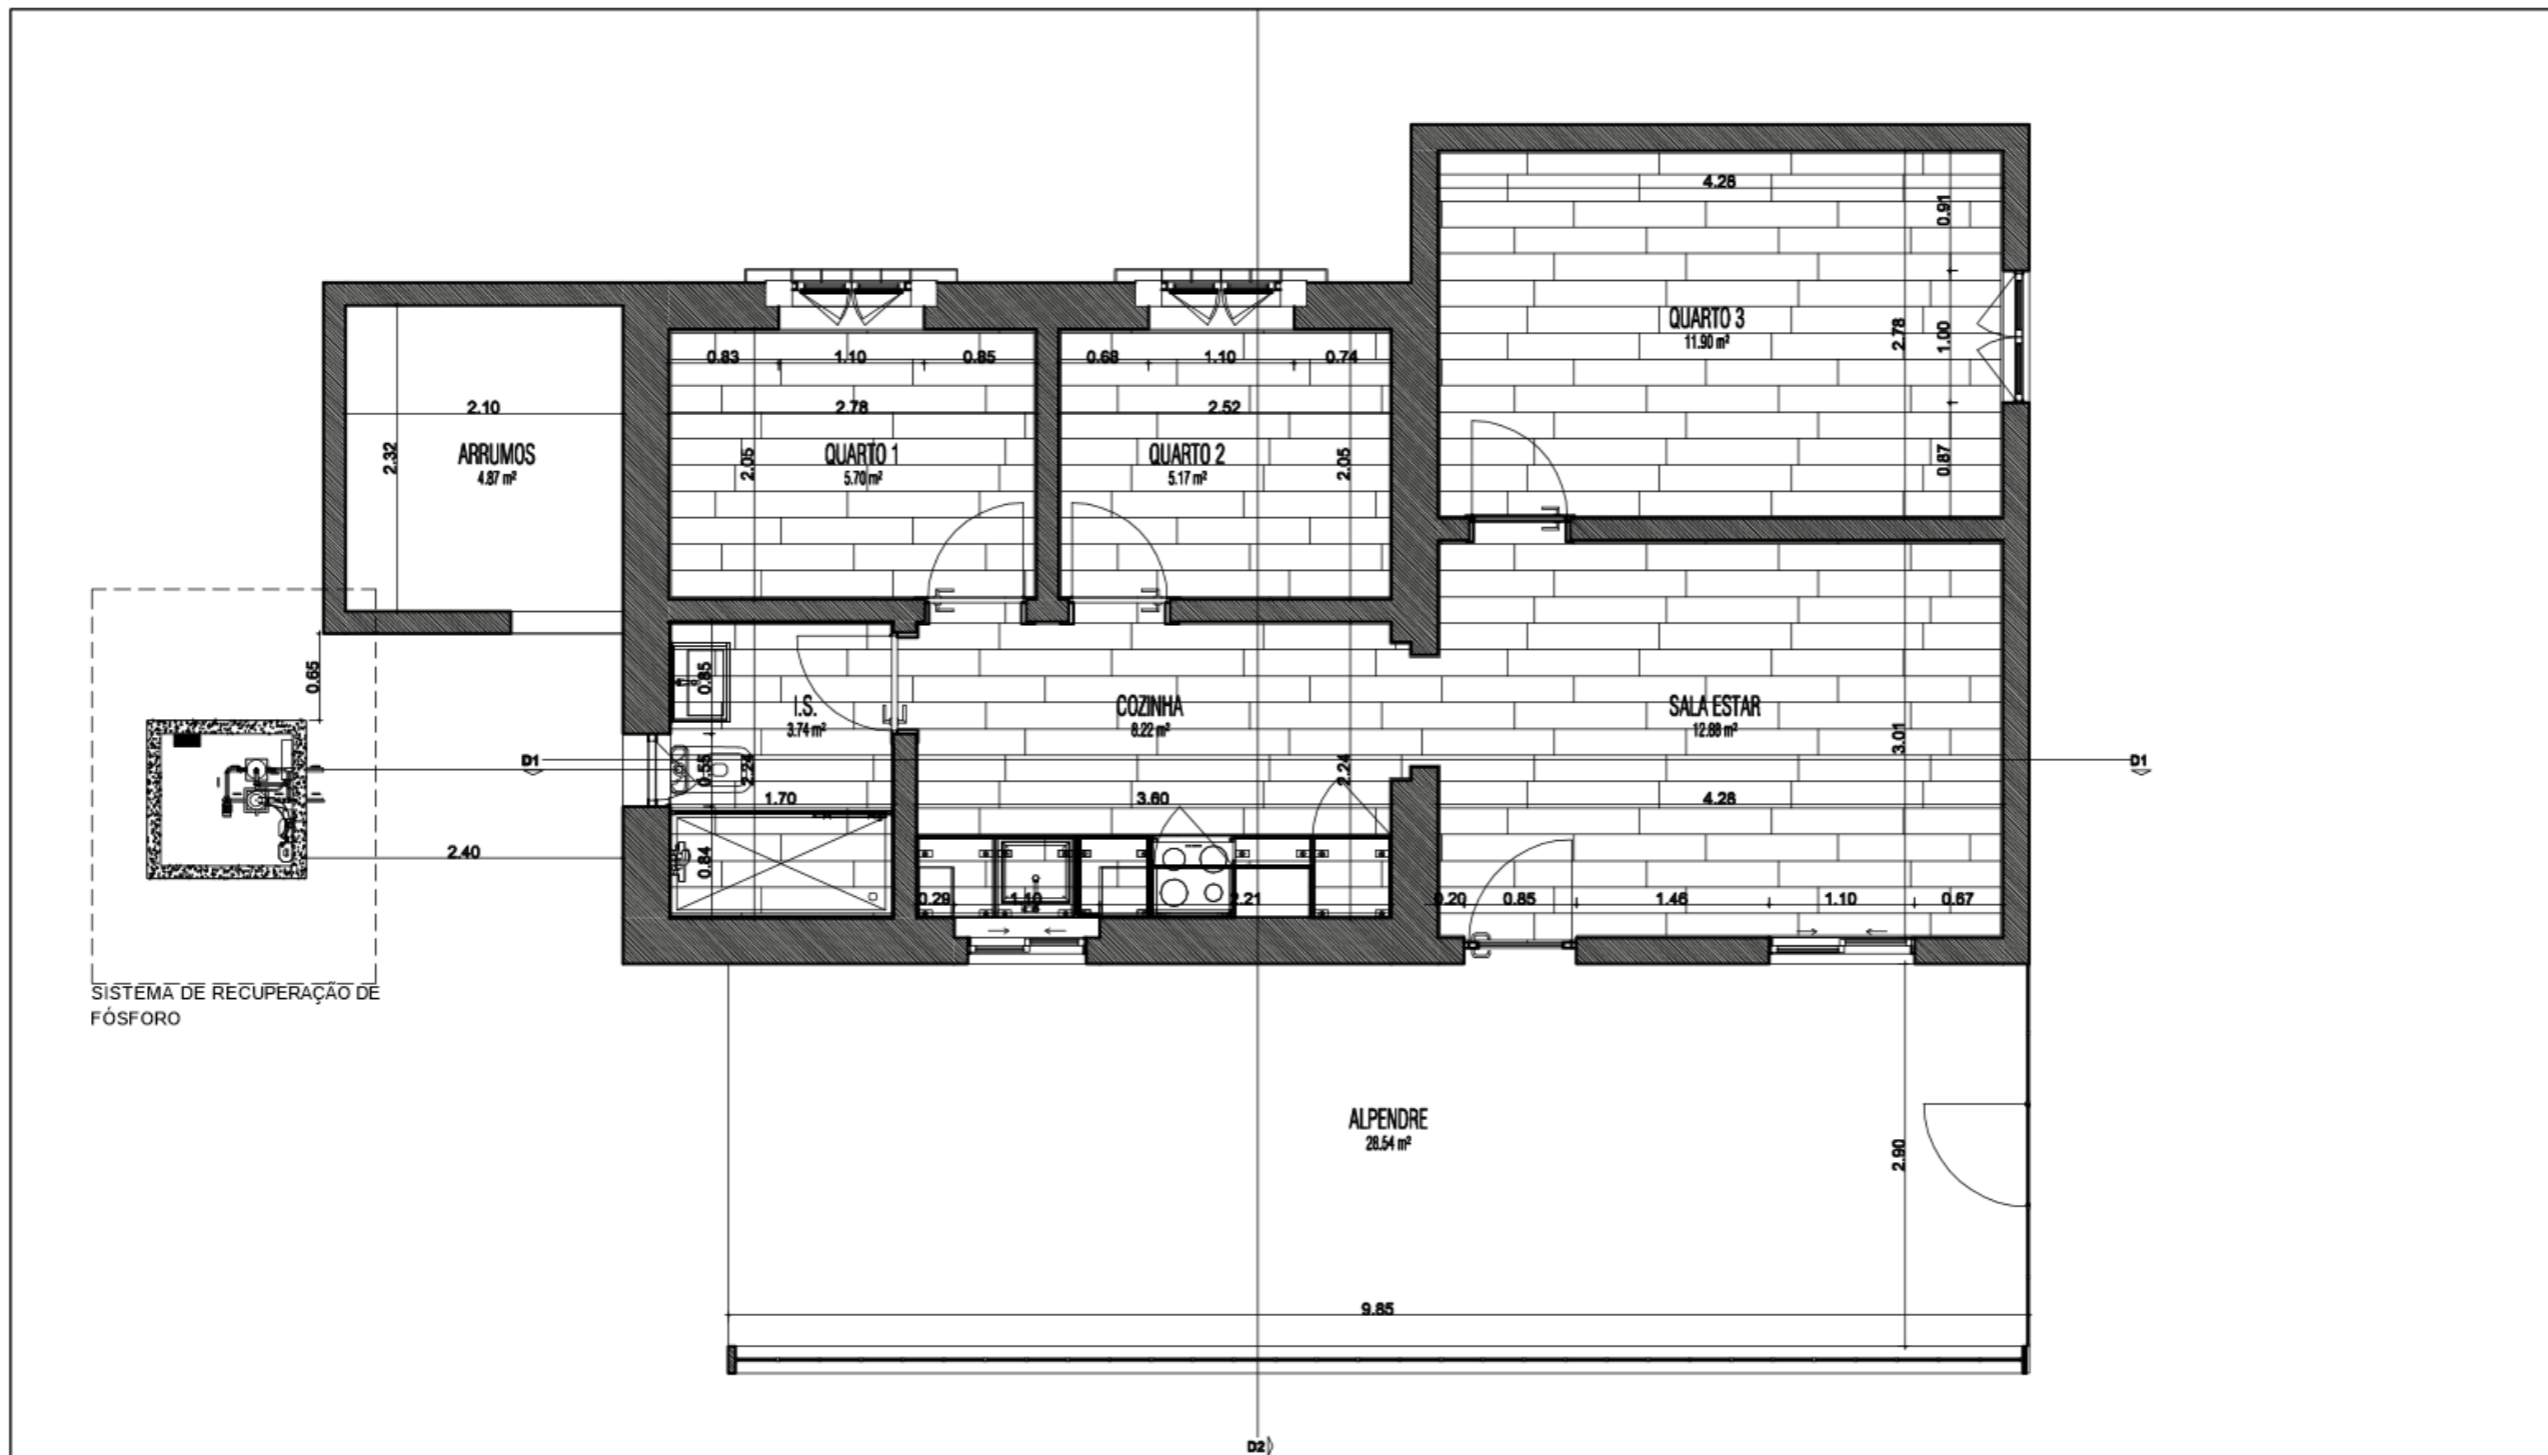 4.28
0.91
QUARTO 3
11.90 m²
2.78
1.00
0.87
0.83
1.10
0.85
0.68
1.10
0.74
2.10
2.78
2.52
2.32
ARRUMOS
4.87 m²
2.05
QUARTO 1
5.70 m²
QUARTO 2
5.17 m²
2.05
0.65
0.85
I.S.
3.74 m²
COZINHA
8.22 m²
SALA ESTAR
12.88 m²
3.01
D1
0.55
2.24
2.24
D1
1.70
3.60
4.28
2.40
0.84
0.29
1.10
2.21
0.20
0.85
1.46
1.10
0.67
SISTEMA DE RECUPERAÇÃO DE
FÓSFORO
ALPENDRE
28.54 m²
2.90
9.85
D2